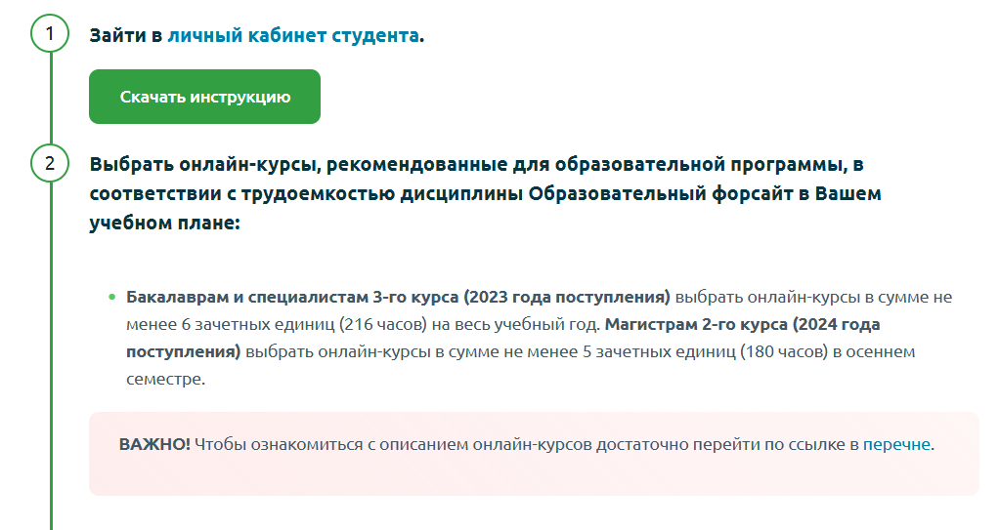 1
Зайти в личный кабинет студента.
Скачать инструкцию
2
Выбрать онлайн-курсы, рекомендованные для образовательной программы, в
соответствии с трудоемкостью дисциплины Образовательный форсайт в Вашем
учебном плане:
Бакалаврам и специалистам 3-го курса (2023 года поступления) выбрать онлайн-курсы в сумме не
менее 6 зачетных единиц (216 часов) на весь учебный год. Магистрам 2-го курса (2024 года
поступления) выбрать онлайн-курсы в сумме не менее 5 зачетных единиц (180 часов) в осеннем
семестре.
ВАЖНО! Чтобы ознакомиться с описанием онлайн-курсов достаточно перейти по ссылке в перечне.